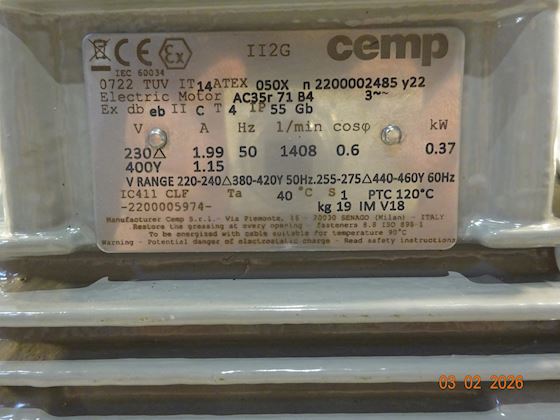 CE Ex II2G cemp
IEC 60034
0722 TUV IT 14 ATEX 050X n 2200002485 y22
Electric Motor AC35r 71 B4 3~
Ex db eb II C T 4 IP 55 Gb
V A Hz 1/min cosφ kW
230△ 1.99 50 1408 0.6 0.37
400Y 1.15
V RANGE 220-240△380-420Y 50Hz.255-275△440-460Y 60Hz
IC411 CLF Ta 40 °C S1 PTC 120°C
-2200005974- kg 19 IM V18
Manufacturer Cemp S.r.l. - Via Piemonte, 16 - 20030 SENAGO (Milan) - ITALY
Restore the greasing at every opening - fasteners 8.8 ISO 898-1
To be energized with cable suitable for temperature 90°C
Warning - Potential danger of electrostatic charge - Read safety instructions
03 02 2026